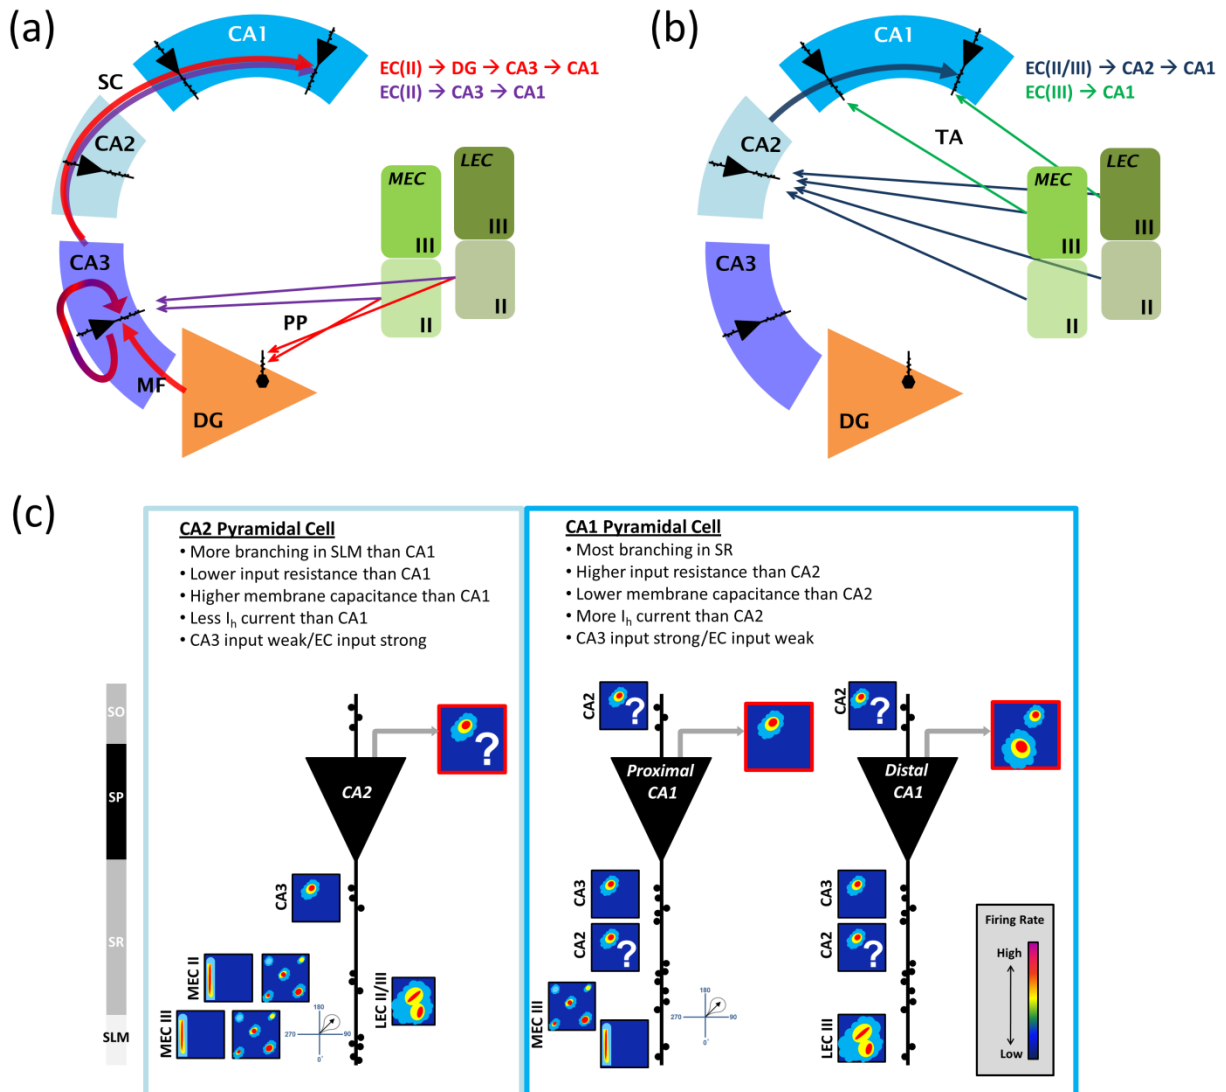 (a)
CA1
SC
EC(II) → DG → CA3 → CA1
EC(II) → CA3 → CA1
CA2
MEC
LEC
III
III
CA3
II
II
PP
MF
DG
(b)
CA1
EC(II/III) → CA2 → CA1
EC(III) → CA1
TA
CA2
MEC
LEC
III
III
CA3
II
II
DG
(c)
CA2 Pyramidal Cell
• More branching in SLM than CA1
• Lower input resistance than CA1
• Higher membrane capacitance than CA1
• Less Ih current than CA1
• CA3 input weak/EC input strong
CA1 Pyramidal Cell
• Most branching in SR
• Higher input resistance than CA2
• Lower membrane capacitance than CA2
• More Ih current than CA2
• CA3 input strong/EC input weak
SO
SP
SR
SLM
?
CA2
CA3
MEC II
MEC III
180
270
90
0°
LEC II/III
CA2
?
Proximal
CA1
CA3
CA2
?
MEC III
180
270
90
0°
CA2
?
Distal
CA1
CA3
CA2
?
LEC III
Firing Rate
High
Low